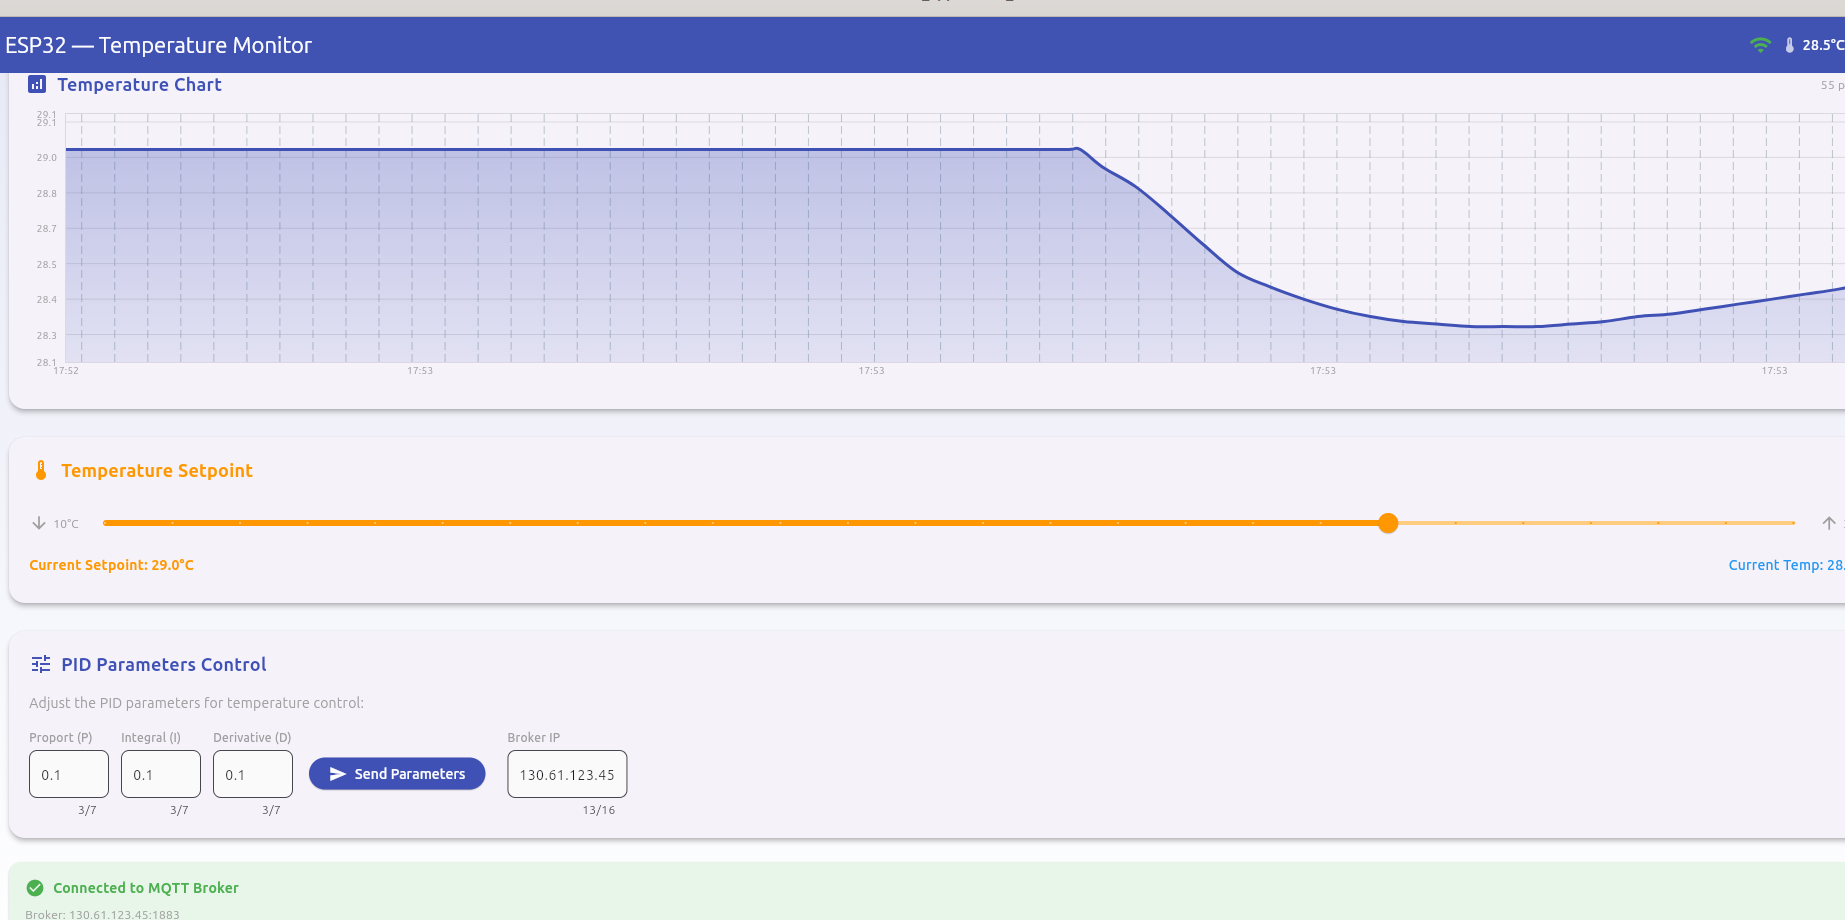 ESP32 — Temperature Monitor
28.5°C
Temperature Chart
55 p
29.1
29.1
29.0
28.8
28.7
28.5
28.4
28.3
28.1
17:52 17:53 17:53 17:53 17:53
Temperature Setpoint
10°C
Current Setpoint: 29.0°C
Current Temp: 28.
PID Parameters Control
Adjust the PID parameters for temperature control:
Proport (P) Integral (I) Derivative (D) Broker IP
0.1 0.1 0.1 Send Parameters 130.61.123.45
3/7 3/7 3/7 13/16
Connected to MQTT Broker
Broker: 130.61.123.45:1883